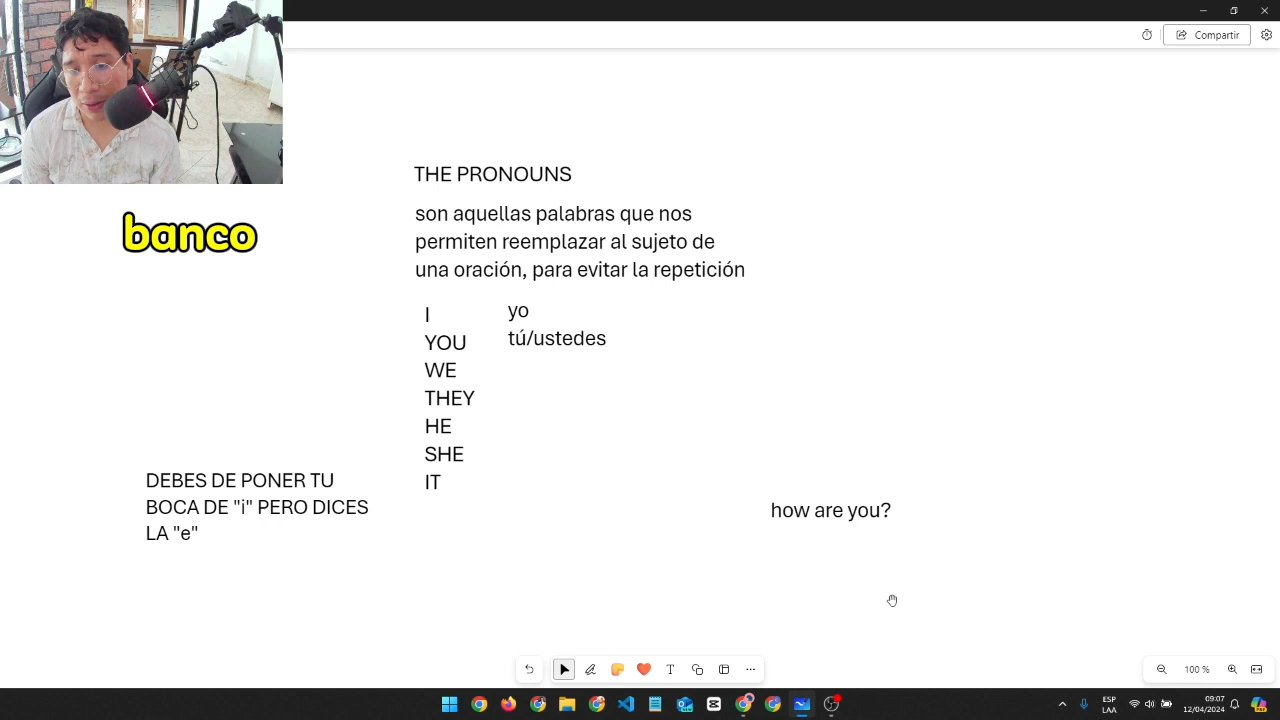 Compartir
THE PRONOUNS
son aquellas palabras que nos
permiten reemplazar al sujeto de
una oración, para evitar la repetición
banco
I
YOU
WE
THEY
HE
SHE
IT
yo
tú/ustedes
DEBES DE PONER TU
BOCA DE "i" PERO DICES
LA "e"
how are you?
T
100 %
ESP
LAA
09:07
12/04/2024